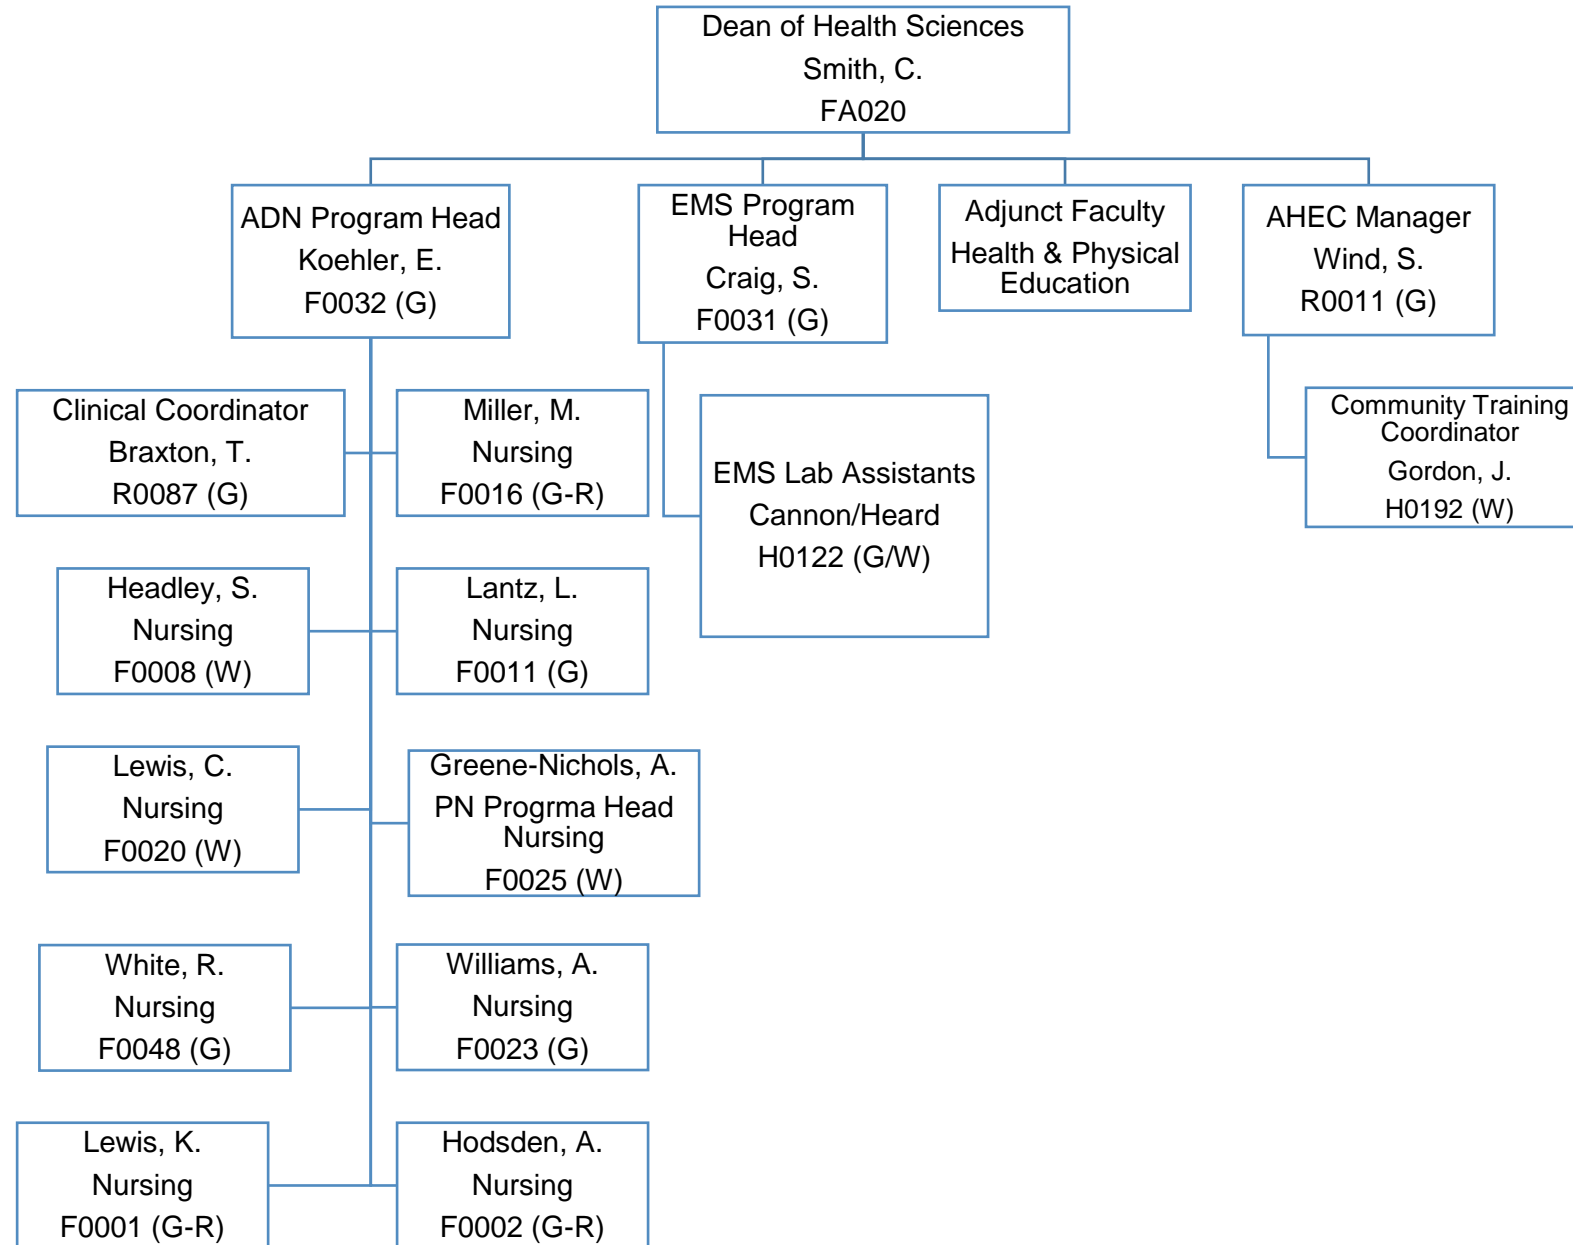 Dean of Health Sciences
Smith, C.
FA020
ADN Program Head
Koehler, E.
F0032 (G)
EMS Program
Head
Craig, S.
F0031 (G)
Adjunct Faculty
Health & Physical
Education
AHEC Manager
Wind, S.
R0011 (G)
Clinical Coordinator
Braxton, T.
R0087 (G)
Miller, M.
Nursing
F0016 (G-R)
EMS Lab Assistants
Cannon/Heard
H0122 (G/W)
Community Training
Coordinator
Gordon, J.
H0192 (W)
Headley, S.
Nursing
F0008 (W)
Lantz, L.
Nursing
F0011 (G)
Lewis, C.
Nursing
F0020 (W)
Greene-Nichols, A.
PN Progrma Head
Nursing
F0025 (W)
White, R.
Nursing
F0048 (G)
Williams, A.
Nursing
F0023 (G)
Lewis, K.
Nursing
F0001 (G-R)
Hodsden, A.
Nursing
F0002 (G-R)